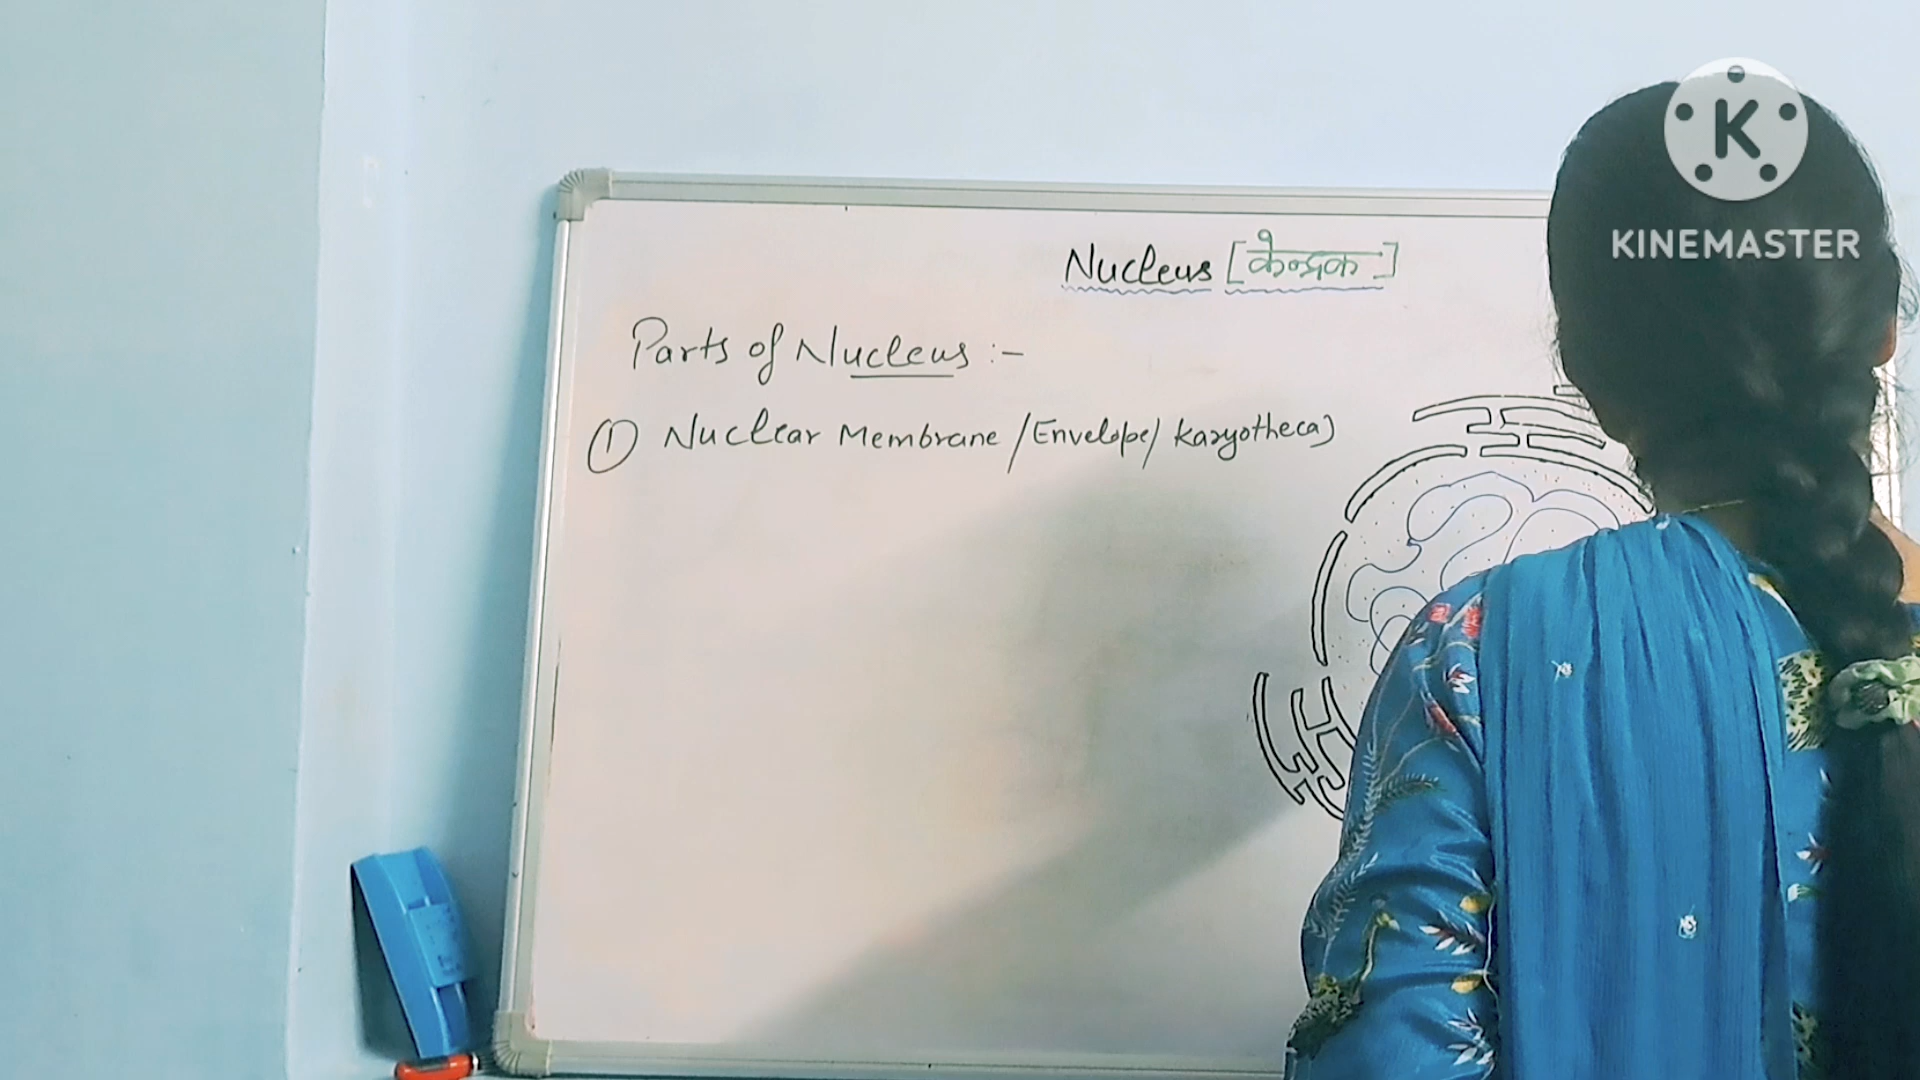 Nucleus [केन्द्रक]
Parts of Nucleus :-
① Nuclear Membrane / Envelope / Karyotheca)
K
KINEMASTER